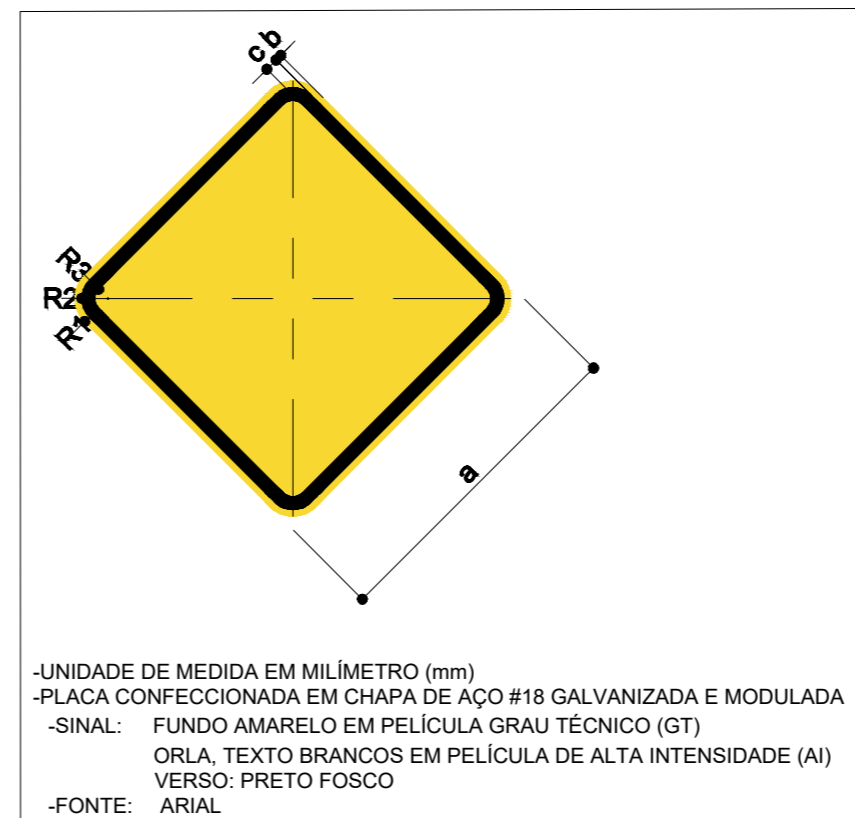 c b
R3
R2
R1
a
-UNIDADE DE MEDIDA EM MILÍMETRO (mm)
-PLACA CONFECCIONADA EM CHAPA DE AÇO #18 GALVANIZADA E MODULADA
-SINAL: FUNDO AMARELO EM PELÍCULA GRAU TÉCNICO (GT)
ORLA, TEXTO BRANCOS EM PELÍCULA DE ALTA INTENSIDADE (AI)
VERSO: PRETO FOSCO
-FONTE: ARIAL